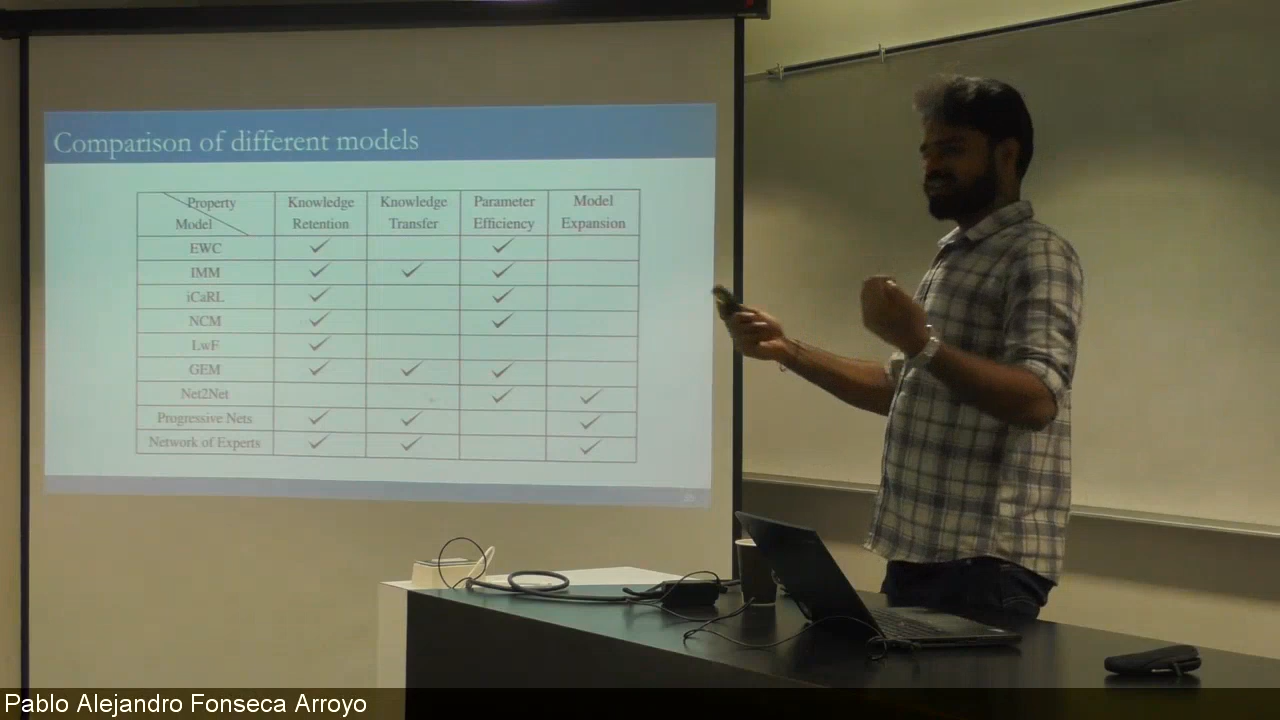 Comparison of different models
Property
Model
Knowledge Retention
Knowledge Transfer
Parameter Efficiency
Model Expansion
EWC ✓ ✓
IMM ✓ ✓ ✓
iCaRL ✓ ✓
NCM ✓ ✓
LwF ✓
GEM ✓ ✓ ✓
Net2Net ✓ ✓
Progressive Nets ✓ ✓ ✓
Network of Experts ✓ ✓ ✓
Pablo Alejandro Fonseca Arroyo